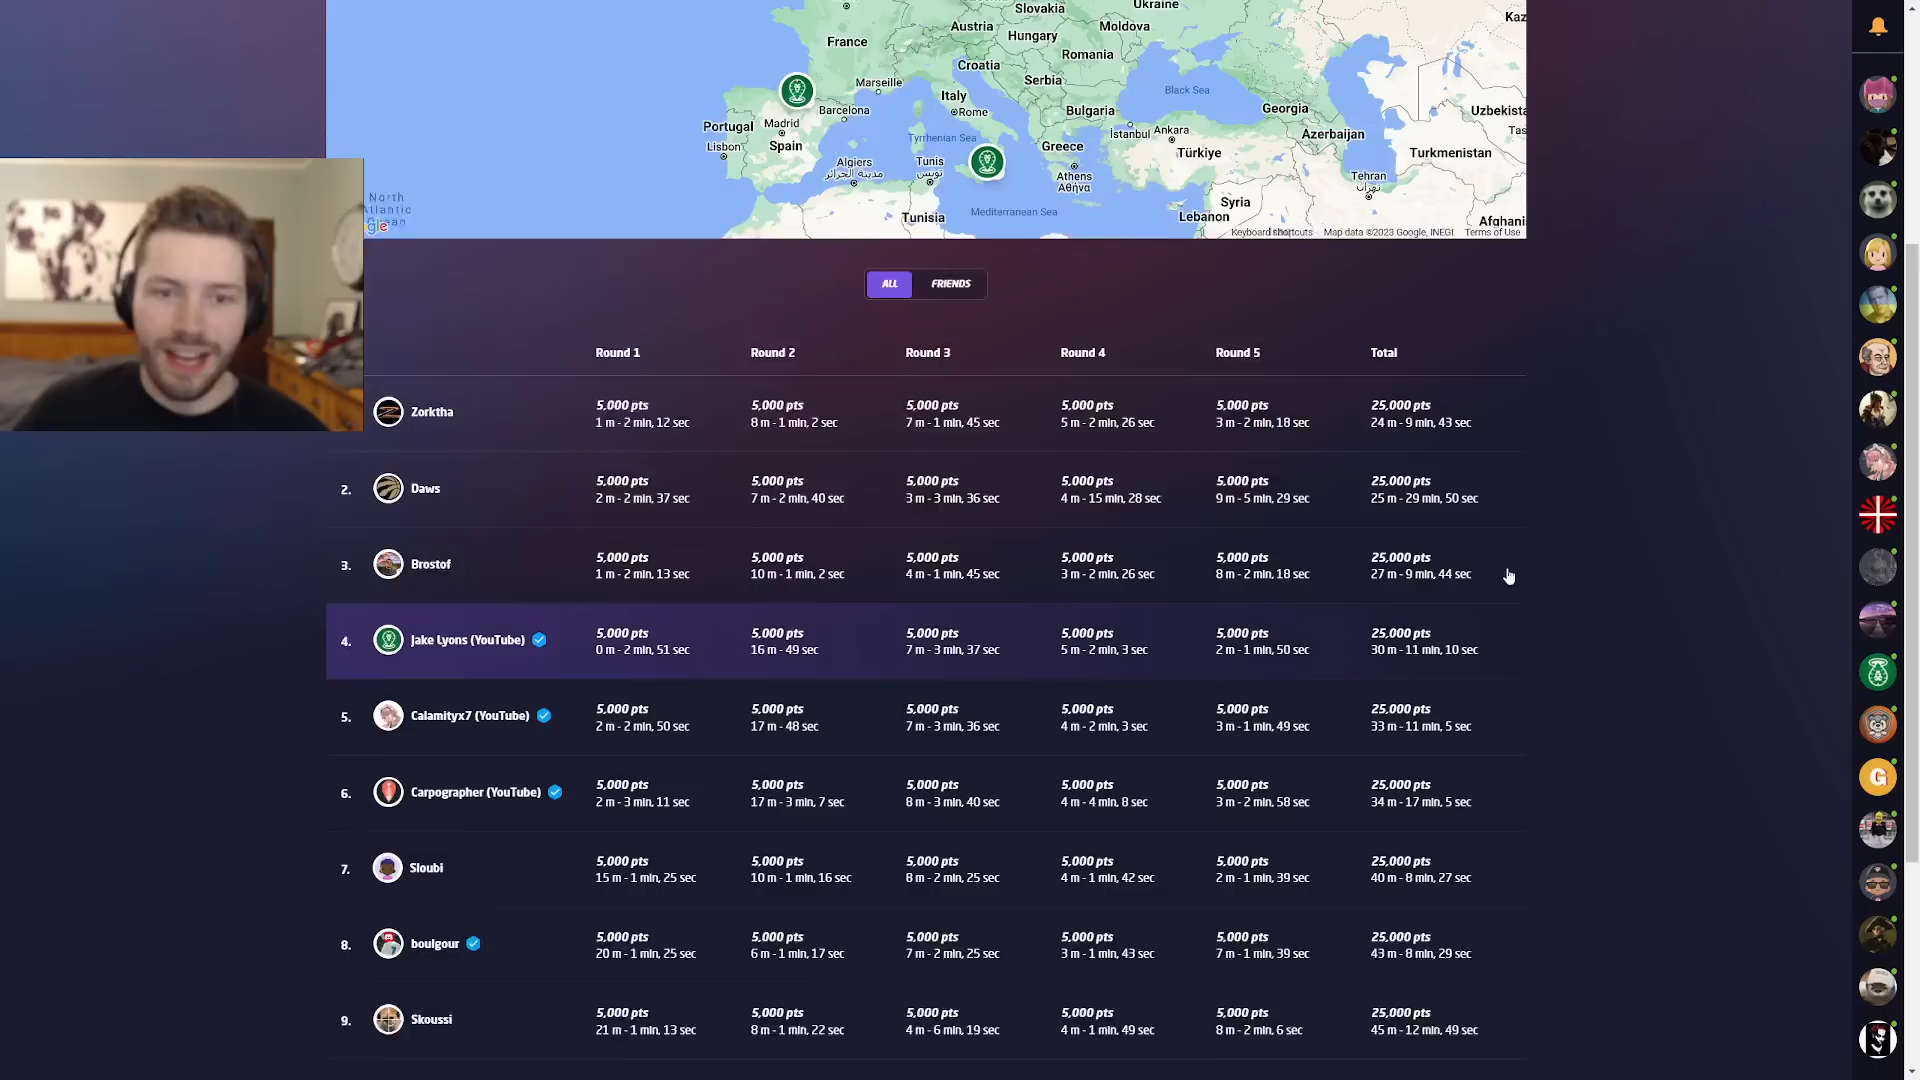 Slovakia
Ukraine
Kaz
Austria
Moldova
France
Hungary
Romania
Croatia
Serbia
Marseille
Black Sea
Italy
Georgia
Uzbekista
Barcelona
Rome
Bulgaria
Portugal
Madrid
Tyrrhenian Sea
İstanbul
Ankara
Azerbaijan
Tas
Lisbon
Spain
Greece
Türkiye
Turkmenistan
Algiers
مدينة الجزائر
Tunis
تونس
Athens
Αθήνα
Tehran
تهران
North
Atlantic
Ocean
gle
Tunisia
Mediterranean Sea
Syria
Lebanon
Afghanis
Keyboard shortcuts
Map data ©2023 Google, INEGI
Terms of Use
ALL FRIENDS
Round 1 Round 2 Round 3 Round 4 Round 5 Total
Zorktha
5,000 pts 5,000 pts 5,000 pts 5,000 pts 5,000 pts 25,000 pts
1 m - 2 min, 12 sec 8 m - 1 min, 2 sec 7 m - 1 min, 45 sec 5 m - 2 min, 26 sec 3 m - 2 min, 18 sec 24 m - 9 min, 43 sec
2. Daws
5,000 pts 5,000 pts 5,000 pts 5,000 pts 5,000 pts 25,000 pts
2 m - 2 min, 37 sec 7 m - 2 min, 40 sec 3 m - 3 min, 36 sec 4 m - 15 min, 28 sec 9 m - 5 min, 29 sec 25 m - 29 min, 50 sec
3. Brostof
5,000 pts 5,000 pts 5,000 pts 5,000 pts 5,000 pts 25,000 pts
1 m - 2 min, 13 sec 10 m - 1 min, 2 sec 4 m - 1 min, 45 sec 3 m - 2 min, 26 sec 8 m - 2 min, 18 sec 27 m - 9 min, 44 sec
4. Jake Lyons (YouTube)
5,000 pts 5,000 pts 5,000 pts 5,000 pts 5,000 pts 25,000 pts
0 m - 2 min, 51 sec 16 m - 49 sec 7 m - 3 min, 37 sec 5 m - 2 min, 3 sec 2 m - 1 min, 50 sec 30 m - 11 min, 10 sec
5. Calamityx7 (YouTube)
5,000 pts 5,000 pts 5,000 pts 5,000 pts 5,000 pts 25,000 pts
2 m - 2 min, 50 sec 17 m - 48 sec 7 m - 3 min, 36 sec 4 m - 2 min, 3 sec 3 m - 1 min, 49 sec 33 m - 11 min, 5 sec
6. Carpographer (YouTube)
5,000 pts 5,000 pts 5,000 pts 5,000 pts 5,000 pts 25,000 pts
2 m - 3 min, 11 sec 17 m - 3 min, 7 sec 8 m - 3 min, 40 sec 4 m - 4 min, 8 sec 3 m - 2 min, 58 sec 34 m - 17 min, 5 sec
7. Sloubi
5,000 pts 5,000 pts 5,000 pts 5,000 pts 5,000 pts 25,000 pts
15 m - 1 min, 25 sec 10 m - 1 min, 16 sec 8 m - 2 min, 25 sec 4 m - 1 min, 42 sec 2 m - 1 min, 39 sec 40 m - 8 min, 27 sec
8. boulgour
5,000 pts 5,000 pts 5,000 pts 5,000 pts 5,000 pts 25,000 pts
20 m - 1 min, 25 sec 6 m - 1 min, 17 sec 7 m - 2 min, 25 sec 3 m - 1 min, 43 sec 7 m - 1 min, 39 sec 43 m - 8 min, 29 sec
9. Skoussi
5,000 pts 5,000 pts 5,000 pts 5,000 pts 5,000 pts 25,000 pts
21 m - 1 min, 13 sec 8 m - 1 min, 22 sec 4 m - 6 min, 19 sec 4 m - 1 min, 49 sec 8 m - 2 min, 6 sec 45 m - 12 min, 49 sec
G